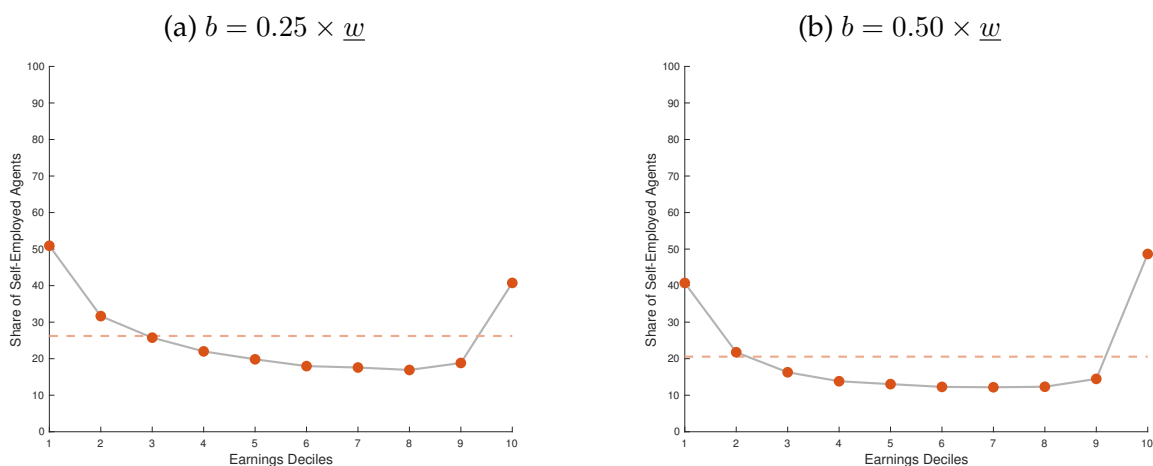 (a) b = 0.25 × w̲
100
90
80
70
60
50
40
30
20
10
0
Share of Self-Employed Agents
1 2 3 4 5 6 7 8 9 10
Earnings Deciles
(b) b = 0.50 × w̲
100
90
80
70
60
50
40
30
20
10
0
Share of Self-Employed Agents
1 2 3 4 5 6 7 8 9 10
Earnings Deciles